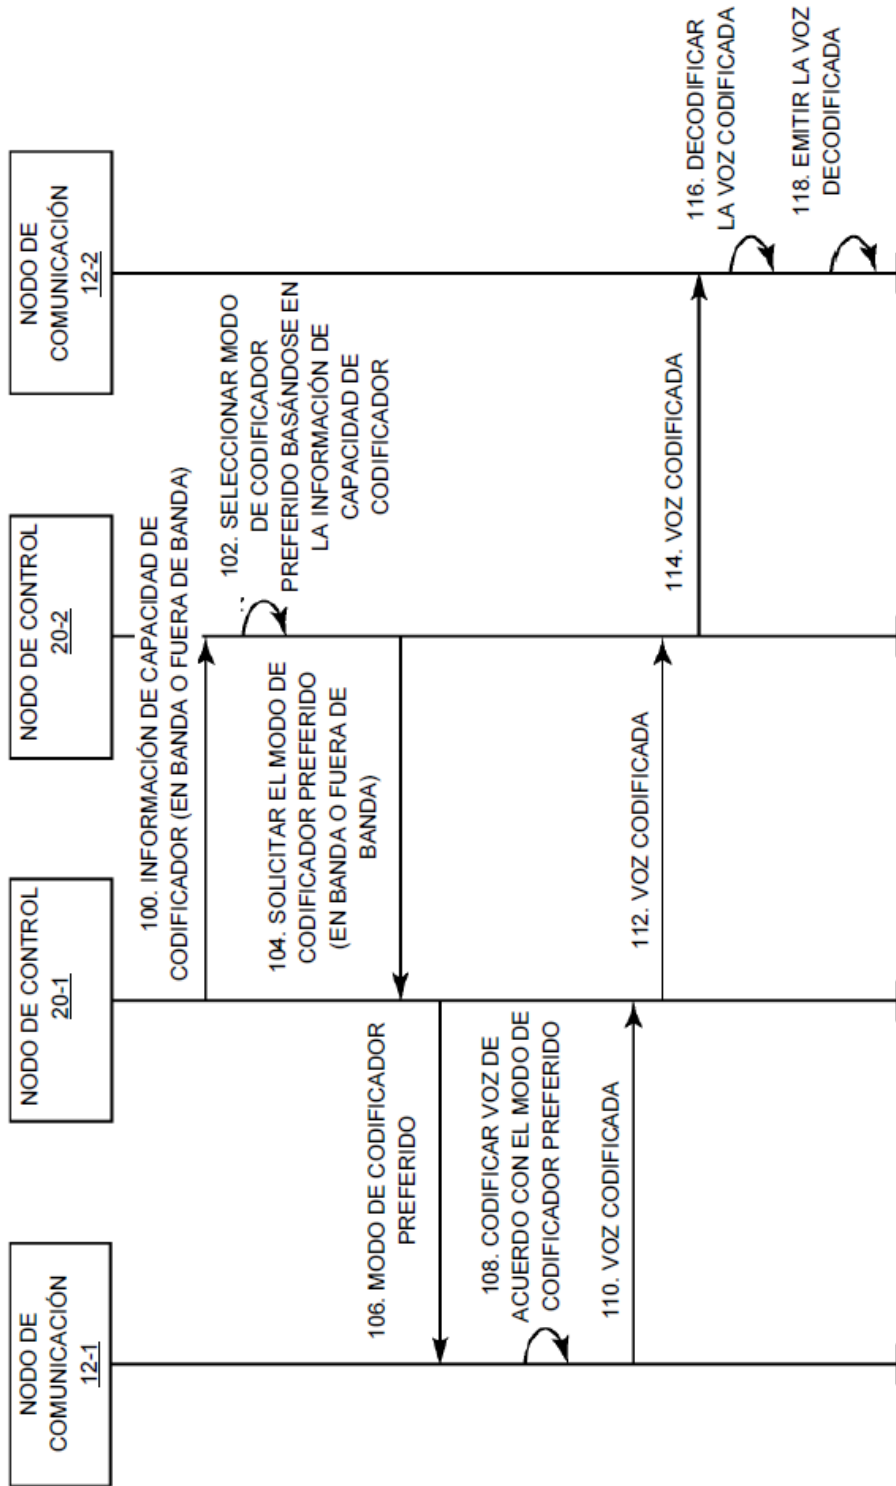 NODO DE
COMUNICACIÓN
12-1
NODO DE CONTROL
20-1
NODO DE CONTROL
20-2
NODO DE
COMUNICACIÓN
12-2
100. INFORMACIÓN DE CAPACIDAD DE
CODIFICADOR (EN BANDA O FUERA DE BANDA)
102. SELECCIONAR MODO
DE CODIFICADOR
PREFERIDO BASÁNDOSE EN
LA INFORMACIÓN DE
CAPACIDAD DE
CODIFICADOR
104. SOLICITAR EL MODO DE
CODIFICADOR PREFERIDO
(EN BANDA O FUERA DE
BANDA)
106. MODO DE CODIFICADOR
PREFERIDO
108. CODIFICAR VOZ DE
ACUERDO CON EL MODO DE
CODIFICADOR PREFERIDO
110. VOZ CODIFICADA
112. VOZ CODIFICADA
114. VOZ CODIFICADA
116. DECODIFICAR
LA VOZ CODIFICADA
118. EMITIR LA VOZ
DECODIFICADA